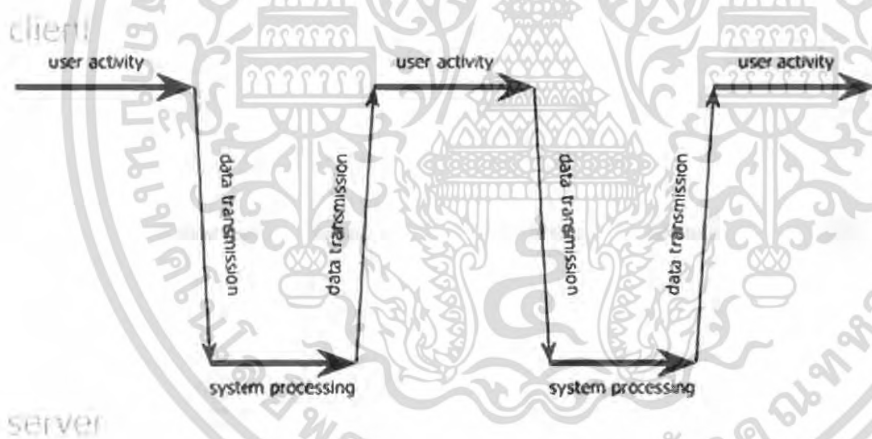 client
user activity
user activity
user activity
data transmission
data transmission
data transmission
data transmission
system processing
system processing
server